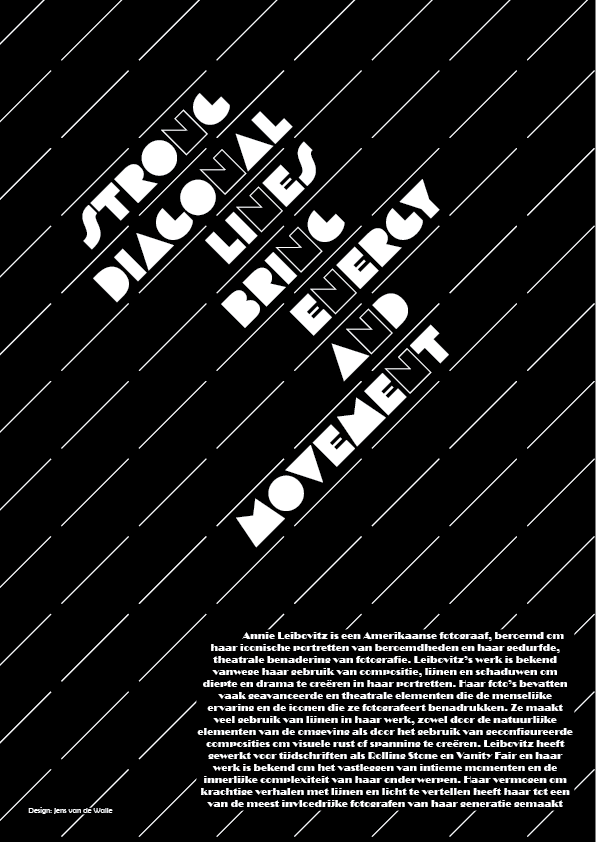 STRONG
DIAGONAL
LINES
BRING
ENERGY
AND
MOVEMENT
Annie Leibovitz is een Amerikaanse fotograaf, beroemd om
haar iconische portretten van beroemdheden en haar gedurfde,
theatrale benadering van fotografie. Leibovitz's werk is bekend
vanwege haar gebruik van compositie, lijnen en schaduwen om
diepte en drama te creëren in haar portretten. Haar foto's bevatten
vaak geavanceerde en theatrale elementen die de menselijke
ervaring en de iconen die ze fotografeert benadrukken. Ze maakt
veel gebruik van lijnen in haar werk, zowel door de natuurlijke
elementen van de omgeving als door het gebruik van geconfigureerde
composities om visuele rust of spanning te creëren. Leibovitz heeft
gewerkt voor tijdschriften als Rolling Stone en Vanity Fair en haar
werk is bekend om het vastleggen van intieme momenten en de
innerlijke complexiteit van haar onderwerpen. Haar vermogen om
krachtige verhalen met lijnen en licht te vertellen heeft haar tot een
van de meest invloedrijke fotografen van haar generatie gemaakt
Design: Jens van de Walle